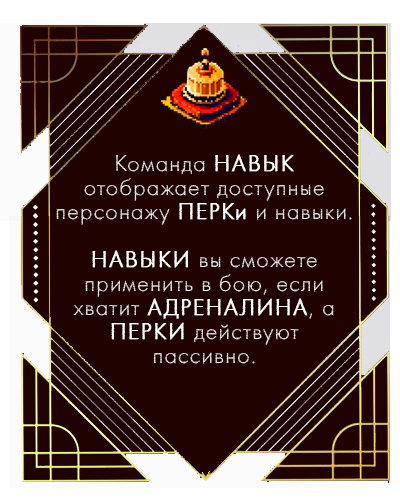 Команда НАВЫК
отображает доступные
персонажу ПЕРКи и навыки.
НАВЫКИ вы сможете
применить в бою, если
хватит АДРЕНАЛИНА, а
ПЕРКИ действуют
пассивно.